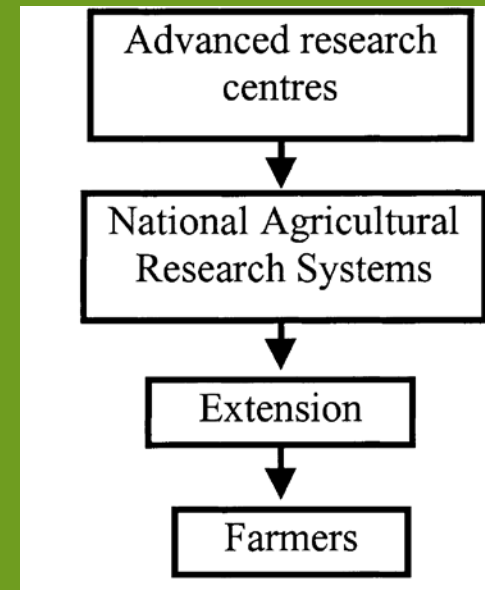 Advanced research
centres
National Agricultural
Research Systems
Extension
Farmers